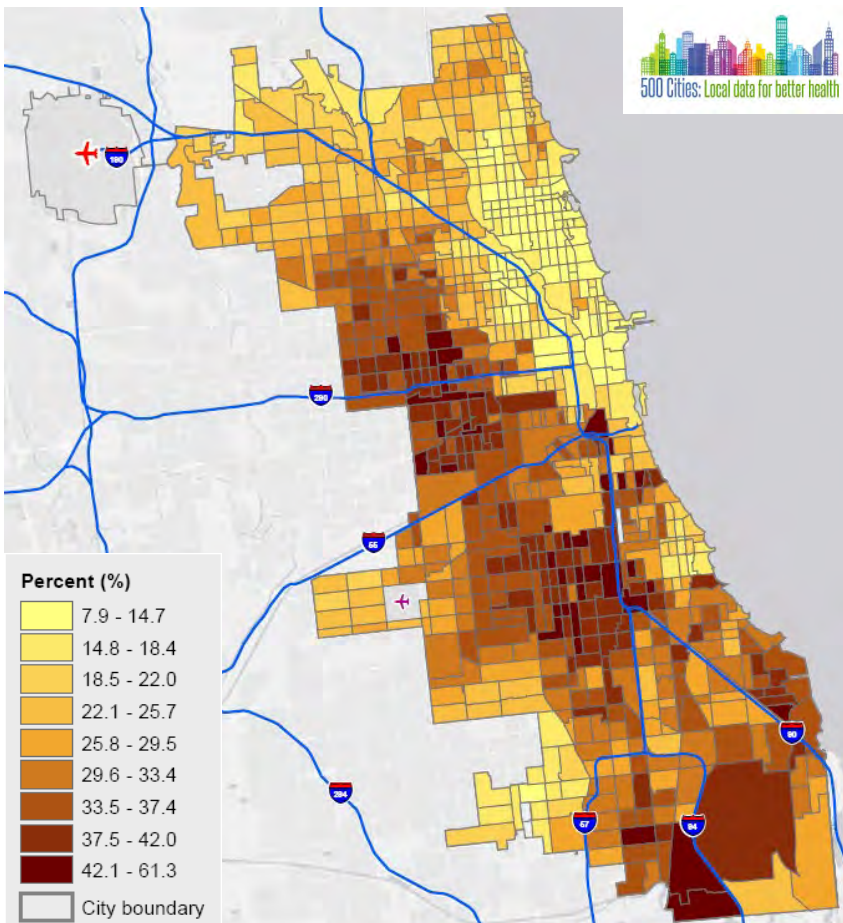 500 Cities: Local data for better health
190
290
55
90
294
57
94
Percent (%)
7.9 - 14.7
14.8 - 18.4
18.5 - 22.0
22.1 - 25.7
25.8 - 29.5
29.6 - 33.4
33.5 - 37.4
37.5 - 42.0
42.1 - 61.3
City boundary